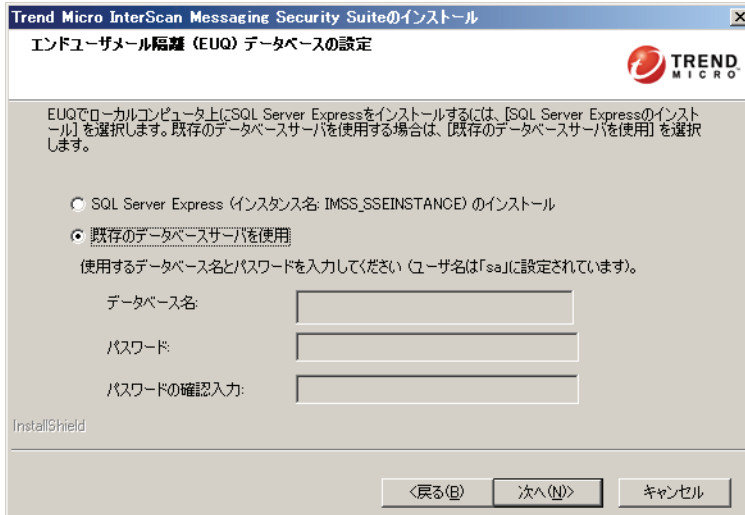 Trend Micro InterScan Messaging Security Suiteのインストール
エンドユーザメール隔離 (EUQ) データベースの設定
TREND
MICRO
EUQでローカルコンピュータ上にSQL Server Expressをインストールするには、[SQL Server Expressのインスト
ール] を選択します。既存のデータベースサーバを使用する場合は、[既存のデータベースサーバを使用] を選択
します。
SQL Server Express (インスタンス名: IMSS_SSEINSTANCE) のインストール
既存のデータベースサーバを使用
使用するデータベース名とパスワードを入力してください (ユーザ名は「sa」に設定されています)。
データベース名:
パスワード:
パスワードの確認入力:
InstallShield
<戻る(B)
次へ(N)>
キャンセル